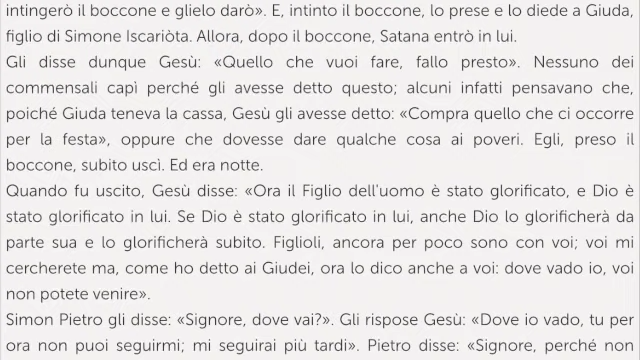 intingerò il boccone e glielo darò». E, intinto il boccone, lo prese e lo diede a Giuda,
figlio di Simone Iscariòta. Allora, dopo il boccone, Satana entrò in lui.
Gli disse dunque Gesù: «Quello che vuoi fare, fallo presto». Nessuno dei
commensali capì perché gli avesse detto questo; alcuni infatti pensavano che,
poiché Giuda teneva la cassa, Gesù gli avesse detto: «Compra quello che ci occorre
per la festa», oppure che dovesse dare qualche cosa ai poveri. Egli, preso il
boccone, subito uscì. Ed era notte.
Quando fu uscito, Gesù disse: «Ora il Figlio dell'uomo è stato glorificato, e Dio è
stato glorificato in lui. Se Dio è stato glorificato in lui, anche Dio lo glorificherà da
parte sua e lo glorificherà subito. Figlioli, ancora per poco sono con voi; voi mi
cercherete ma, come ho detto ai Giudei, ora lo dico anche a voi: dove vado io, voi
non potete venire».
Simon Pietro gli disse: «Signore, dove vai?». Gli rispose Gesù: «Dove io vado, tu per
ora non puoi seguirmi; mi seguirai più tardi». Pietro disse: «Signore, perché non